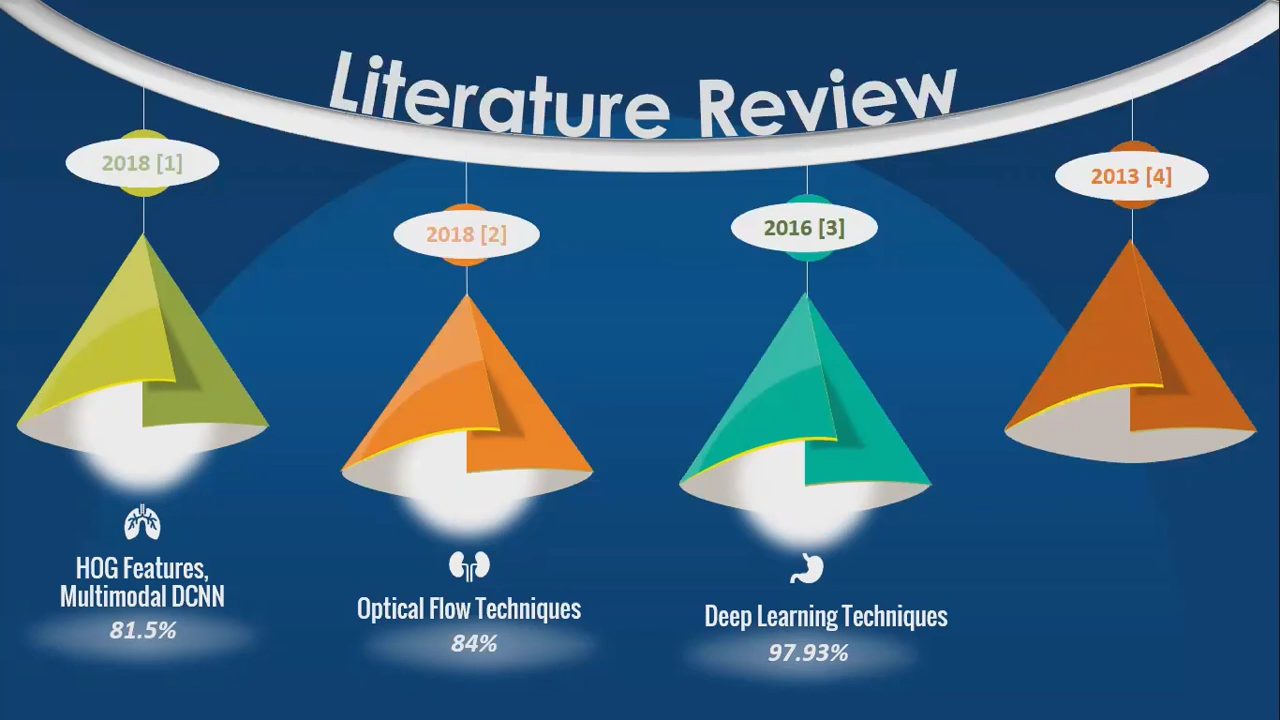 Literature Review
2018 [1]
2018 [2]
2016 [3]
2013 [4]
HOG Features,
Multimodal DCNN
81.5%
Optical Flow Techniques
84%
Deep Learning Techniques
97.93%